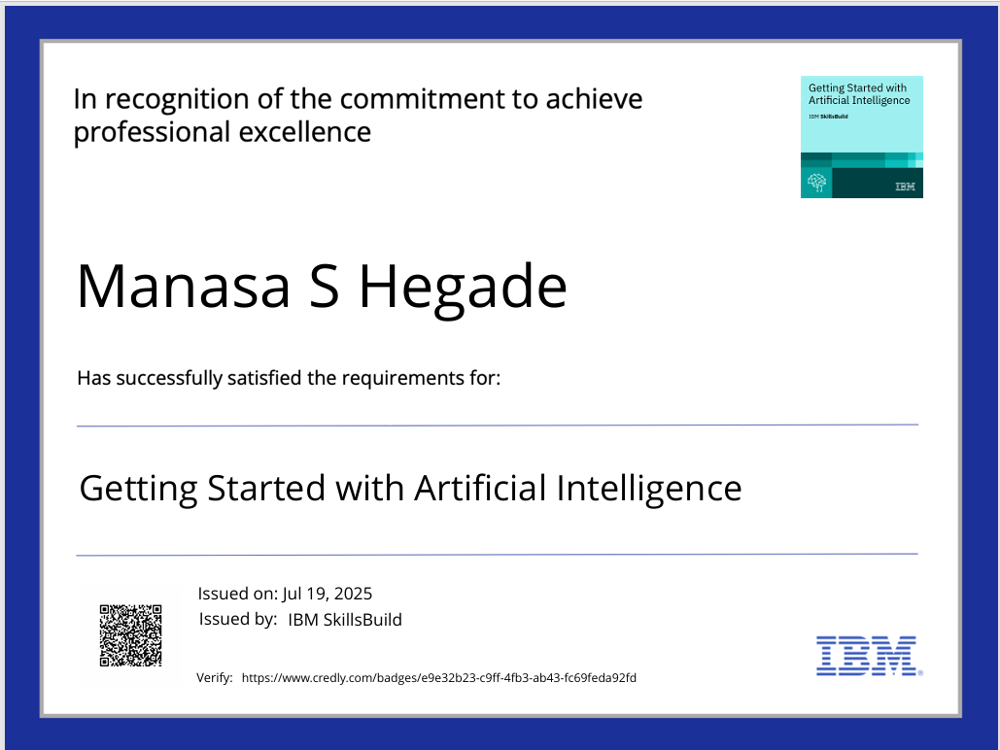 In recognition of the commitment to achieve
professional excellence
Getting Started with
Artificial Intelligence
IBM SkillsBuild
IBM
Manasa S Hegade
Has successfully satisfied the requirements for:
Getting Started with Artificial Intelligence
Issued on: Jul 19, 2025
Issued by: IBM SkillsBuild
Verify: https://www.credly.com/badges/e9e32b23-c9ff-4fb3-ab43-fc69feda92fd
IBM®